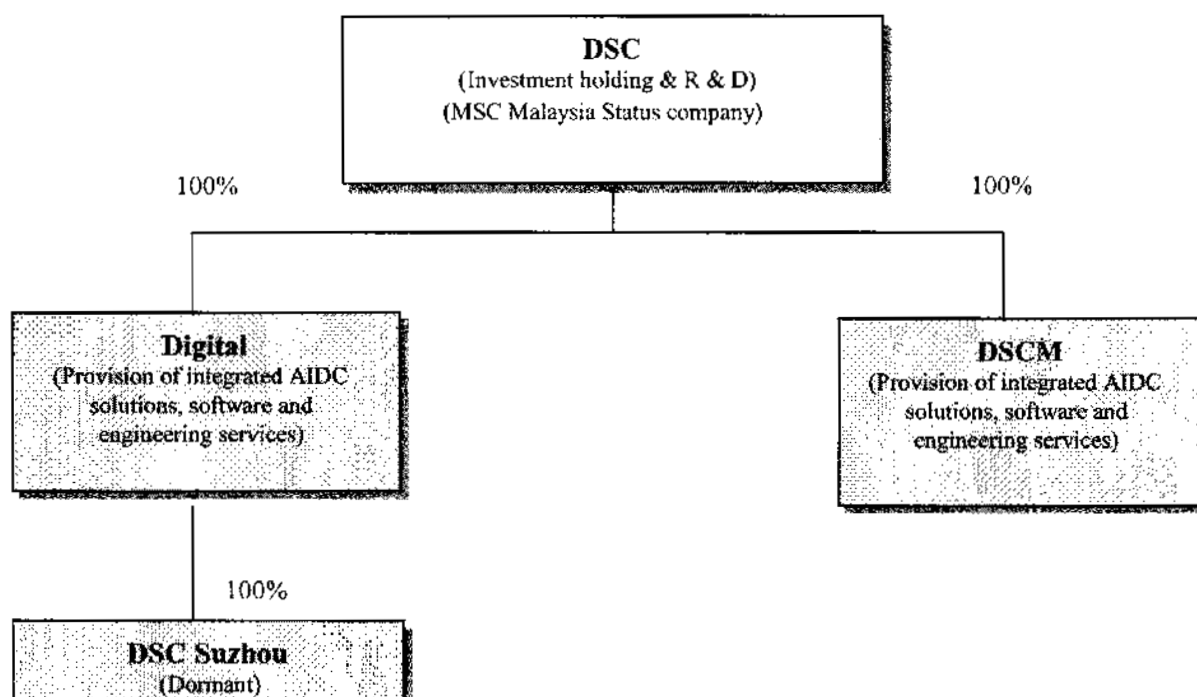 DSC
(Investment holding & R & D)
(MSC Malaysia Status company)
100%
100%
Digital
(Provision of integrated AIDC
solutions, software and
engineering services)
DSCM
(Provision of integrated AIDC
solutions, software and
engineering services)
100%
DSC Suzhou
(Dormant)